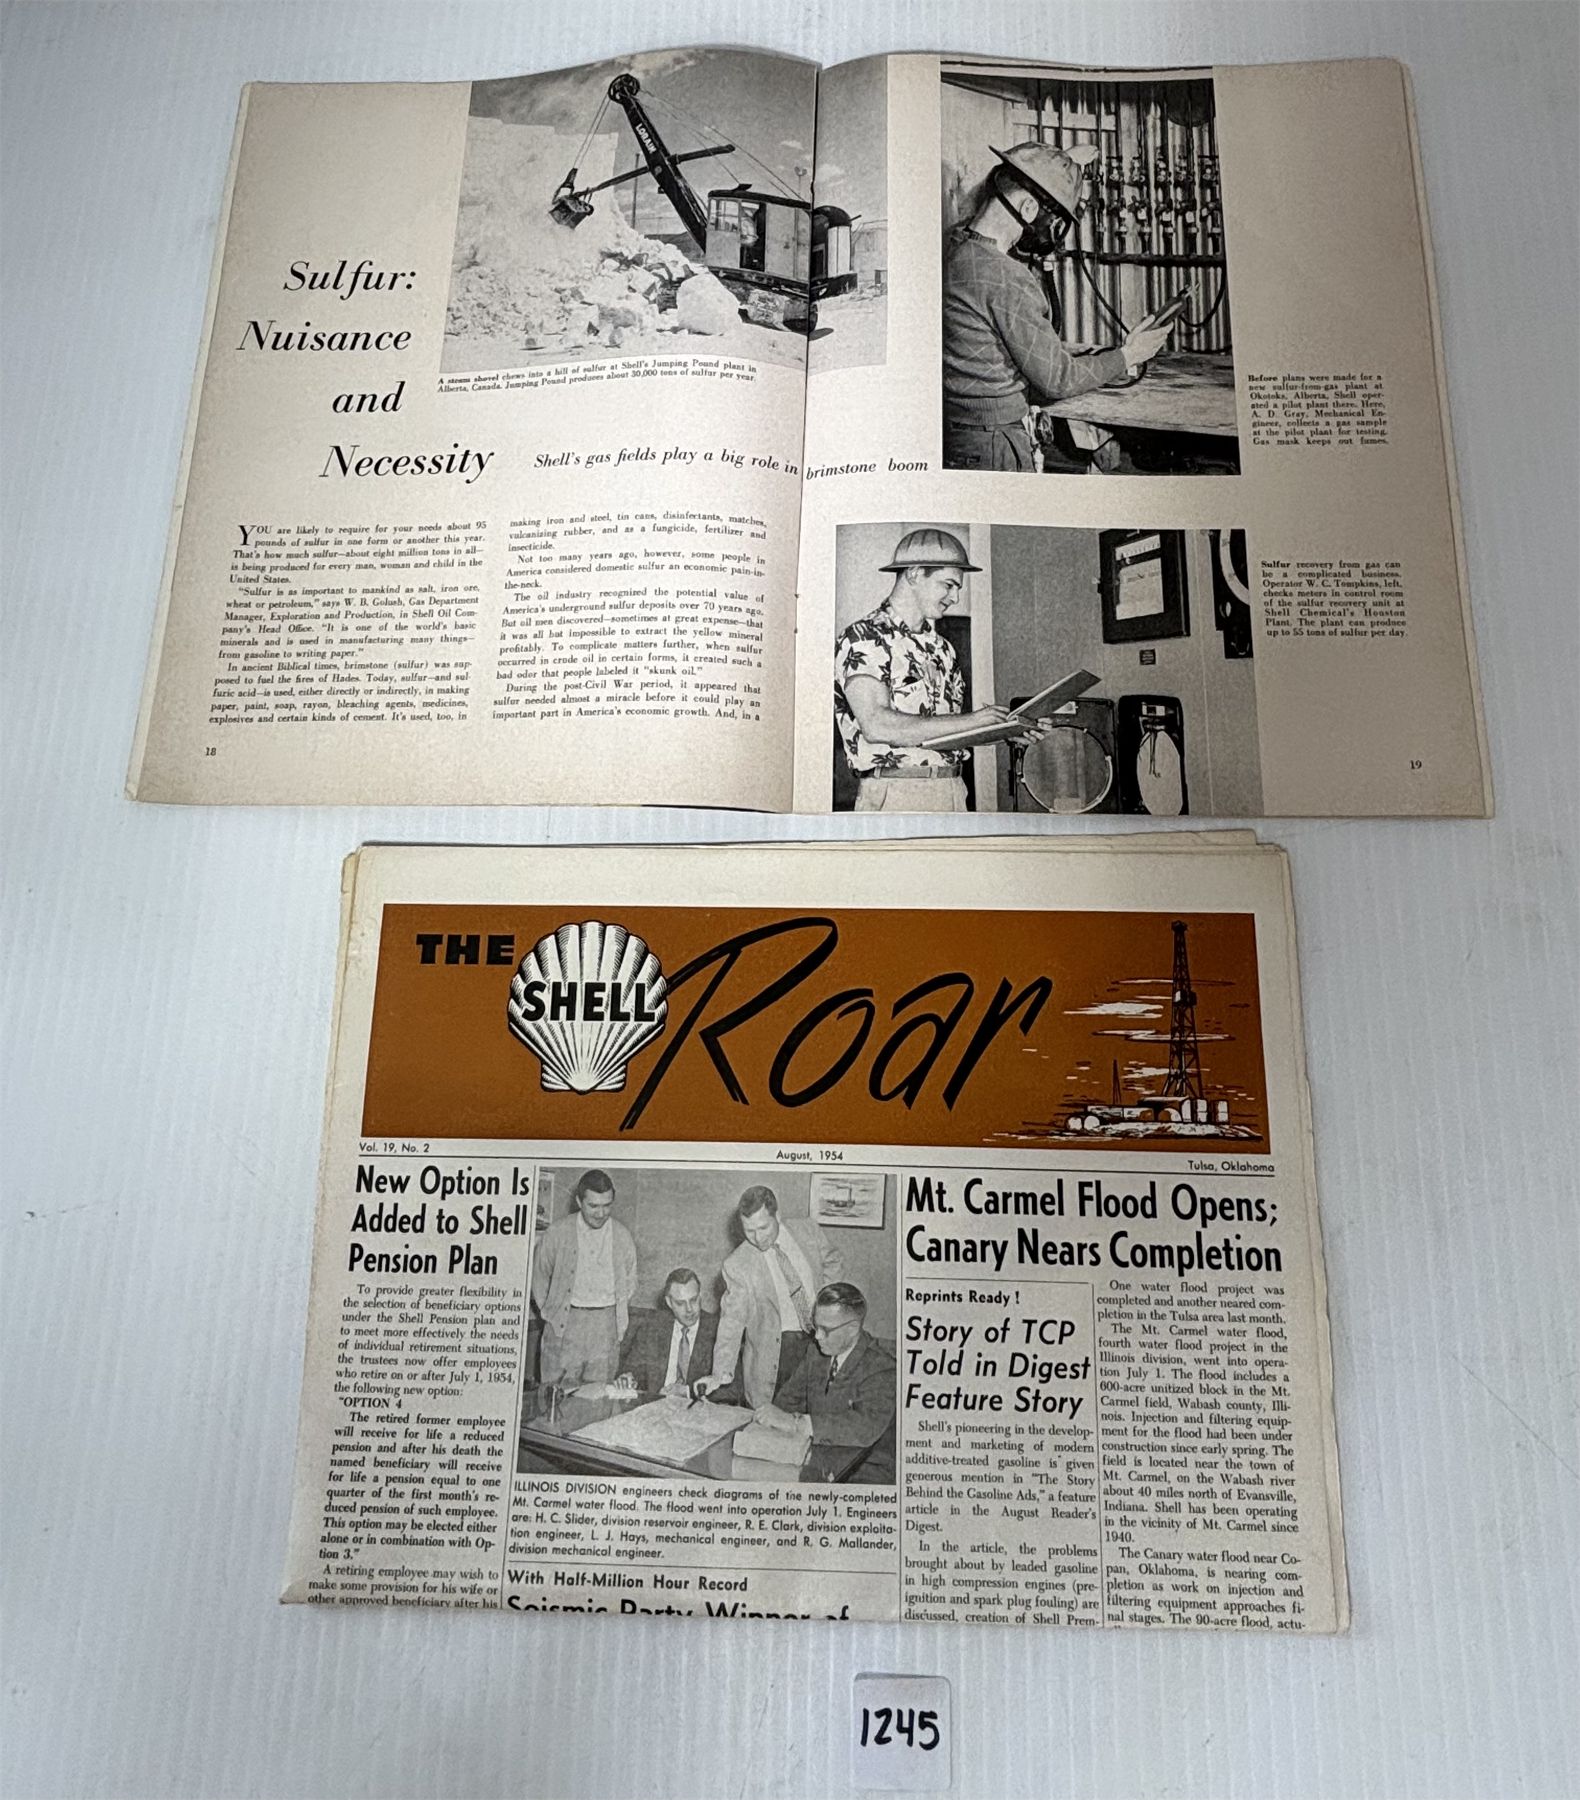 LORAIN
Sulfur:
Nuisance
and
Necessity
A steam shovel chews into a hill of sulfur at Shell's Jumping Pound plant in
Alberta, Canada. Jumping Pound produces about 30,000 tons of sulfur per year.
Shell's gas fields play a big role in brimstone boom
YOU are likely to require for your needs about 95
pounds of sulfur in one form or another this year.
That's how much sulfur—about eight million tons in all—
is being produced for every man, woman and child in the
United States.
"Sulfur is as important to mankind as salt, iron ore,
wheat or petroleum," says W. B. Golush, Gas Department
Manager, Exploration and Production, in Shell Oil Com-
pany's Head Office. "It is one of the world's basic
minerals and is used in manufacturing many things—
from gasoline to writing paper."
In ancient Biblical times, brimstone (sulfur) was sup-
posed to fuel the fires of Hades. Today, sulfur—and sul-
furic acid—is used, either directly or indirectly, in making
paper, paint, soap, rayon, bleaching agents, medicines,
explosives and certain kinds of cement. It's used, too, in
18
making iron and steel, tin cans, disinfectants, matches,
vulcanizing rubber, and as a fungicide, fertilizer and
insecticide.
Not too many years ago, however, some people in
America considered domestic sulfur an economic pain-in-
the-neck.
The oil industry recognized the potential value of
America's underground sulfur deposits over 70 years ago.
But oil men discovered—sometimes at great expense—that
it was all but impossible to extract the yellow mineral
profitably. To complicate matters further, when sulfur
occurred in crude oil in certain forms, it created such a
bad odor that people labeled it "skunk oil."
During the post-Civil War period, it appeared that
sulfur needed almost a miracle before it could play an
important part in America's economic growth. And, in a
Before plans were made for a
new sulfur-from-gas plant at
Okotoks, Alberta, Shell oper-
ated a pilot plant there. Here,
A. D. Gray, Mechanical En-
gineer, collects a gas sample
at the pilot plant for testing.
Gas mask keeps out fumes.
Sulfur recovery from gas can
be a complicated business.
Operator W. C. Tompkins, left,
checks meters in control room
of the sulfur recovery unit at
Shell Chemical's Houston
Plant. The plant can produce
up to 55 tons of sulfur per day.
19
THE SHELL Roar
Vol. 19, No. 2
August, 1954
Tulsa, Oklahoma
New Option Is
Added to Shell
Pension Plan
To provide greater flexibility in
the selection of beneficiary options
under the Shell Pension plan and
to meet more effectively the needs
of individual retirement situations,
the trustees now offer employees
who retire on or after July 1, 1954,
the following new option:
"OPTION 4
The retired former employee
will receive for life a reduced
pension and after his death the
named beneficiary will receive
for life a pension equal to one
quarter of the first month's re-
duced pension of such employee.
This option may be elected either
alone or in combination with Op-
tion 3."
A retiring employee may wish to
make some provision for his wife or
other approved beneficiary after his
ILLINOIS DIVISION engineers check diagrams of the newly-completed
Mt. Carmel water flood. The flood went into operation July 1. Engineers
are: H. C. Slider, division reservoir engineer, R. E. Clark, division exploita-
tion engineer, L. J. Hays, mechanical engineer, and R. G. Mallander,
division mechanical engineer.
With Half-Million Hour Record
Seismic Party Winner of
Mt. Carmel Flood Opens;
Canary Nears Completion
Reprints Ready !
Story of TCP
Told in Digest
Feature Story
Shell's pioneering in the develop-
ment and marketing of modern
additive-treated gasoline is given
generous mention in "The Story
Behind the Gasoline Ads," a feature
article in the August Reader's
Digest.
In the article, the problems
brought about by leaded gasoline
in high compression engines (pre-
ignition and spark plug fouling) are
discussed, creation of Shell Prem-
One water flood project was
completed and another neared com-
pletion in the Tulsa area last month.
The Mt. Carmel water flood,
fourth water flood project in the
Illinois division, went into opera-
tion July 1. The flood includes a
600-acre unitized block in the Mt.
Carmel field, Wabash county, Illi-
nois. Injection and filtering equip-
ment for the flood had been under
construction since early spring. The
field is located near the town of
Mt. Carmel, on the Wabash river
about 40 miles north of Evansville,
Indiana. Shell has been operating
in the vicinity of Mt. Carmel since
1940.
The Canary water flood near Co-
pan, Oklahoma, is nearing com-
pletion as work on injection and
filtering equipment approaches fi-
nal stages. The 90-acre flood, actu-
1245